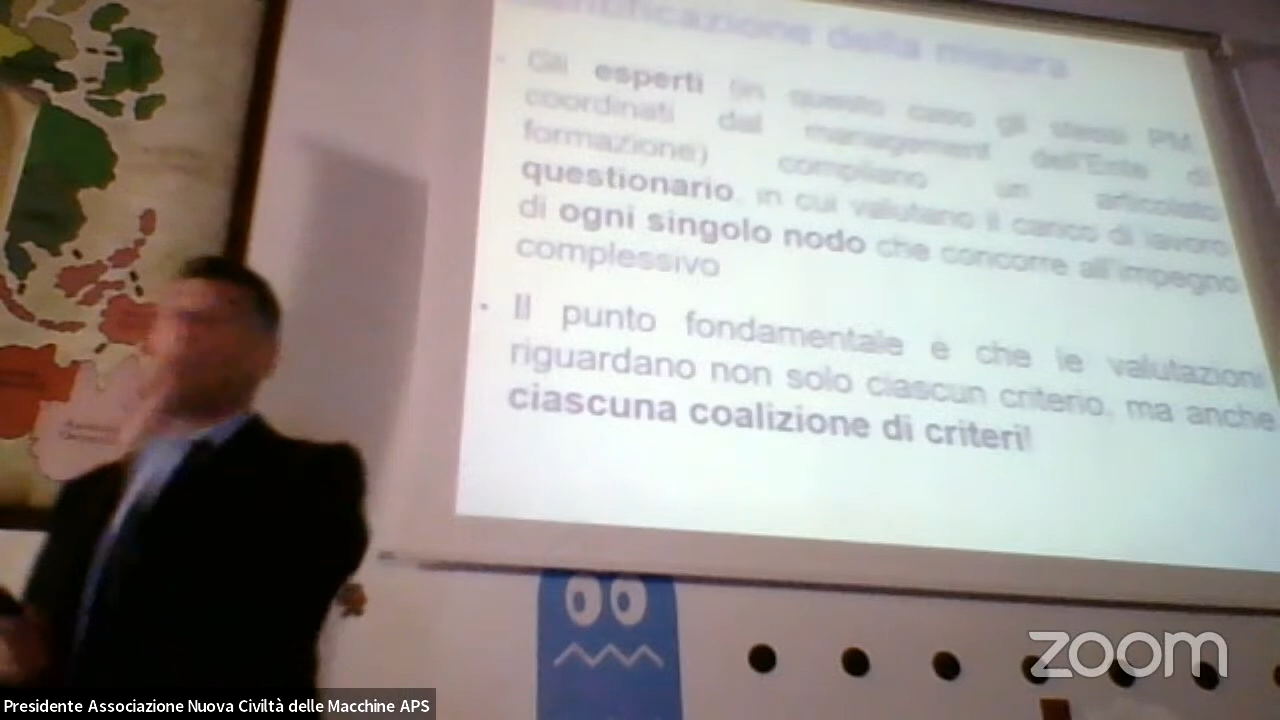 entificazione della misura
Gli esperti (in questo caso gli stessi PM,
coordinati dal management dell'Ente di
formazione) compilano un articolato
questionario, in cui valutano il carico di lavoro
di ogni singolo nodo che concorre all'impegno
complessivo
Il punto fondamentale è che le valutazioni
riguardano non solo ciascun criterio, ma anche
ciascuna coalizione di criteri!
zoom
Presidente Associazione Nuova Civiltà delle Macchine APS